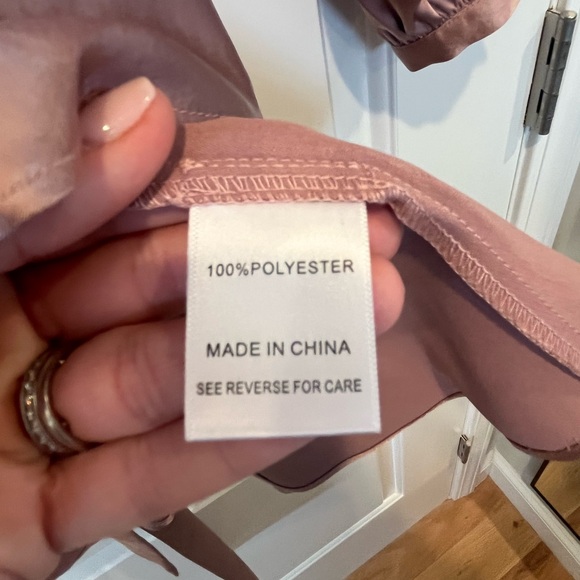 100%POLYESTER
MADE IN CHINA
SEE REVERSE FOR CARE